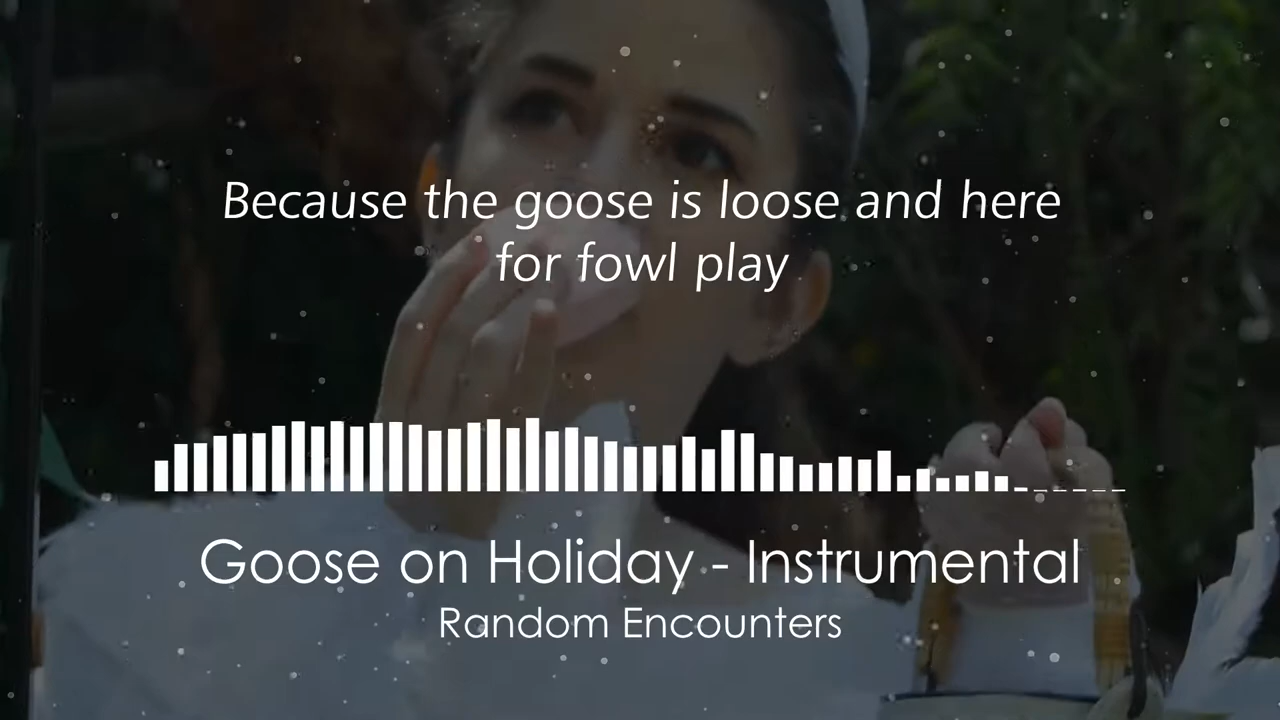 Because the goose is loose and here
for fowl play
Goose on Holiday - Instrumental
Random Encounters